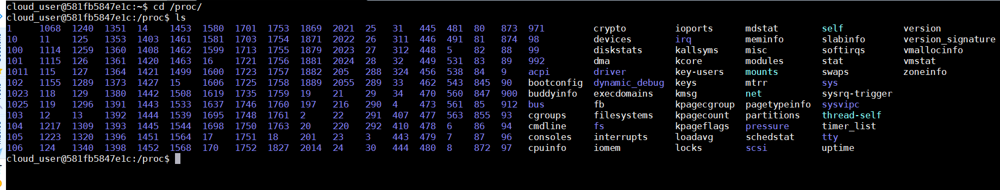 cloud_user@581fb5847e1c:~$ cd /proc/
cloud_user@581fb5847e1c:/proc$ ls
1 1068 1240 1351 14 1453 1580 1701 1753 1869 2021 25 31 445 481 80 873 971 crypto ioports mdstat self version
10 11 125 1353 1403 1461 1581 1703 1754 1871 2022 26 311 446 491 81 874 98 devices irq meminfo slabinfo version_signature
100 1114 1259 1360 1408 1462 1599 1713 1755 1879 2023 27 312 448 5 82 88 99 diskstats kallsyms misc softirqs vmallocinfo
101 1115 126 1361 1420 1463 16 1721 1756 1881 2024 28 32 449 531 83 89 992 dma kcore modules stat vmstat
1011 115 127 1364 1421 1499 1600 1723 1757 1882 205 288 324 456 538 84 9 acpi driver key-users mounts swaps zoneinfo
102 1155 1289 1373 1427 15 1606 1725 1758 1889 2055 289 33 462 543 845 90 bootconfig dynamic_debug keys mtrr sys
1023 118 129 1380 1442 1508 1619 1735 1759 19 21 29 34 470 560 847 900 buddyinfo execdomains kmsg net sysrq-trigger
1025 119 1296 1391 1443 1533 1637 1746 1760 197 216 290 4 473 561 85 912 bus fb kpagecgroup pagetypeinfo sysvipc
103 12 13 1392 1444 1539 1695 1748 1761 2 22 291 407 477 563 855 93 cgroups filesystems kpagecount partitions thread-self
104 1217 1309 1393 1445 1544 1698 1750 1763 20 220 292 410 478 6 86 94 cmdline fs kpageflags pressure timer_list
105 1223 1320 1396 1451 1564 17 1751 18 201 23 3 443 479 7 87 96 consoles interrupts loadavg schedstat tty
106 124 1340 1398 1452 1568 170 1752 1827 2014 24 30 444 480 8 872 97 cpuinfo iomem locks scsi uptime
cloud_user@581fb5847e1c:/proc$